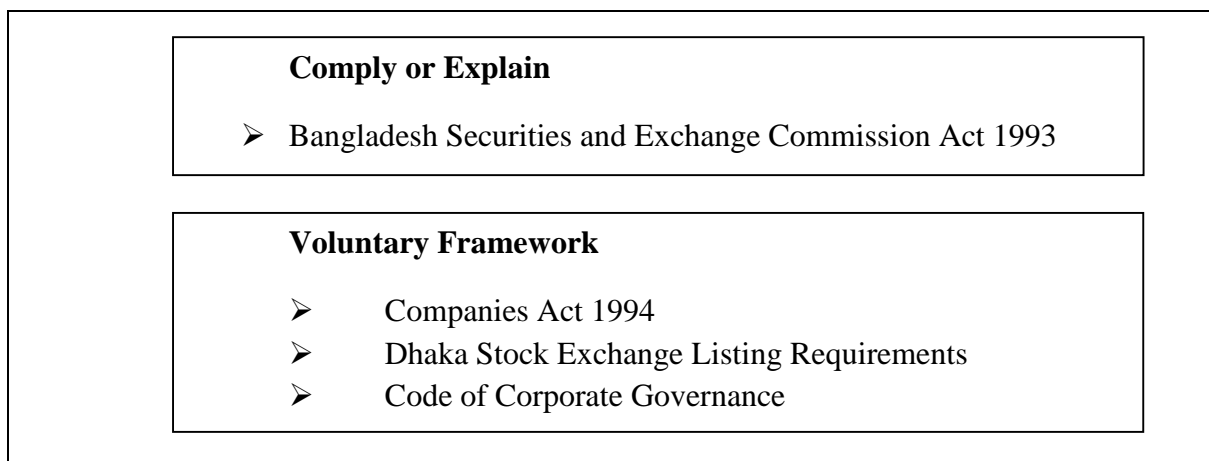 Comply or Explain
➢ Bangladesh Securities and Exchange Commission Act 1993
Voluntary Framework
➢ Companies Act 1994
➢ Dhaka Stock Exchange Listing Requirements
➢ Code of Corporate Governance